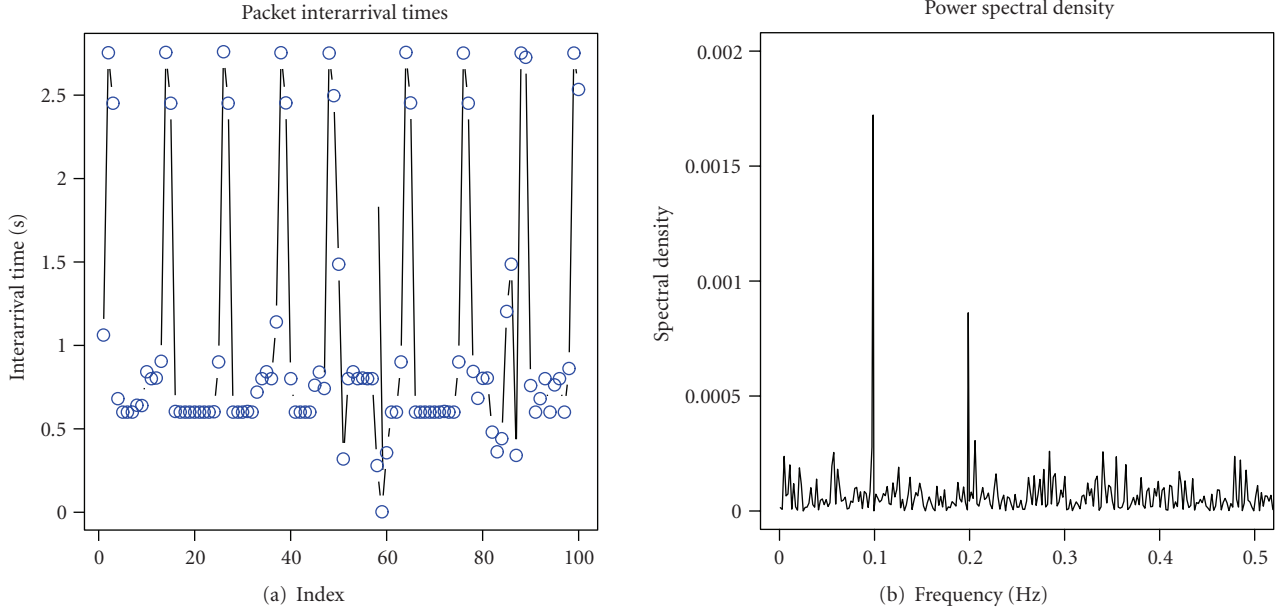 Packet interarrival times
Interarrival time (s)
2.5
2
1.5
1
0.5
0
0 20 40 60 80 100
(a) Index
Power spectral density
Spectral density
0.002
0.0015
0.001
0.0005
0
0 0.1 0.2 0.3 0.4 0.5
(b) Frequency (Hz)